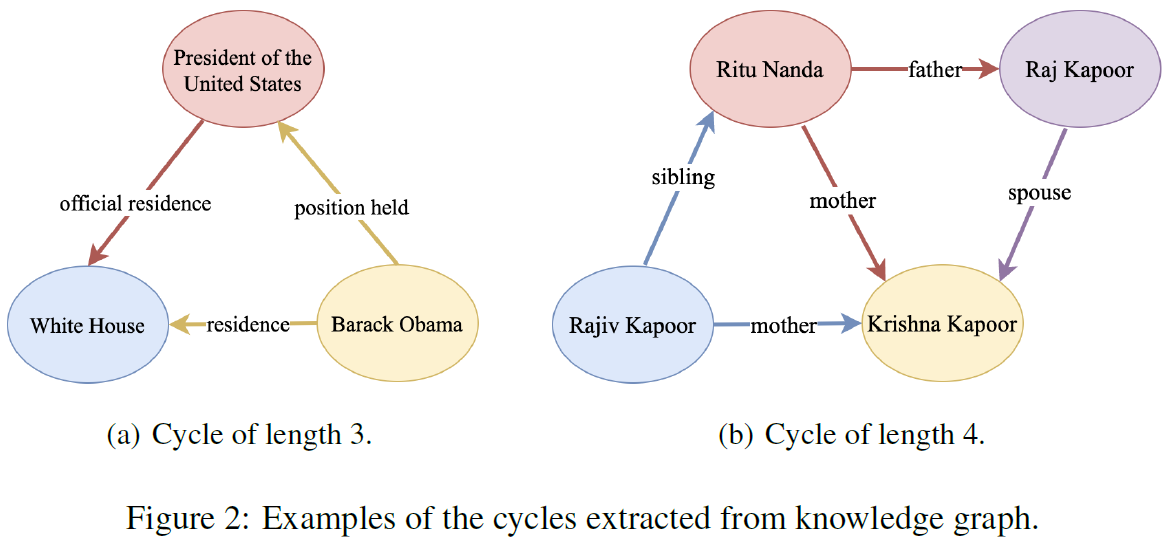 President of the
United States
official residence
position held
White House
residence
Barack Obama
(a) Cycle of length 3.
Ritu Nanda
father
Raj Kapoor
sibling
mother
spouse
Rajiv Kapoor
mother
Krishna Kapoor
(b) Cycle of length 4.
Figure 2: Examples of the cycles extracted from knowledge graph.